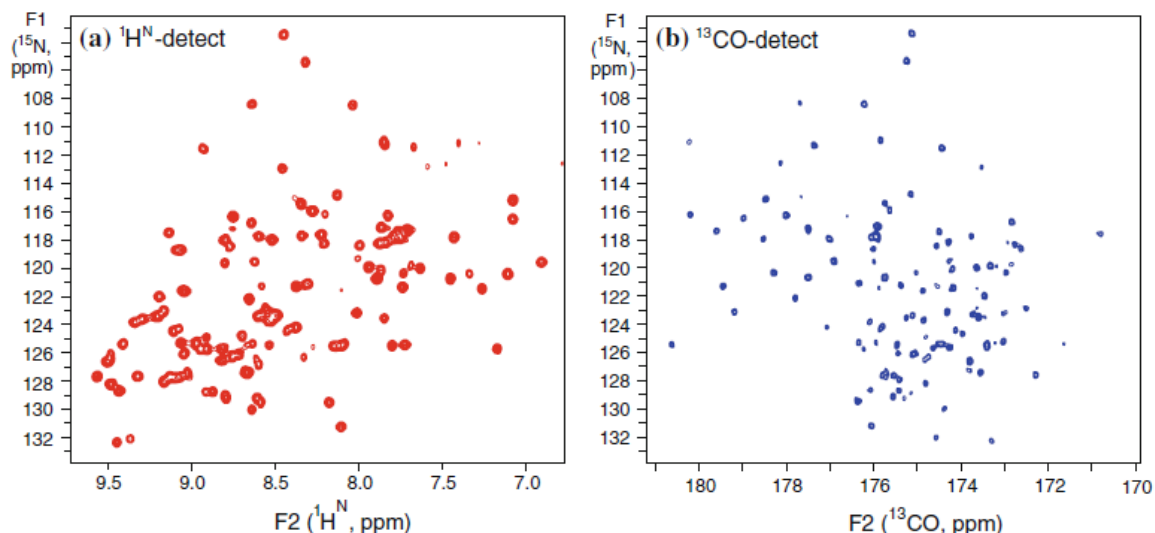 F1
(¹⁵N,
ppm)
(a) ¹Hᴺ-detect
108
110
112
114
116
118
120
122
124
126
128
130
132
9.5 9.0 8.5 8.0 7.5 7.0
F2 (¹Hᴺ, ppm)
F1
(¹⁵N,
ppm)
(b) ¹³CO-detect
108
110
112
114
116
118
120
122
124
126
128
130
132
180 178 176 174 172 170
F2 (¹³CO, ppm)